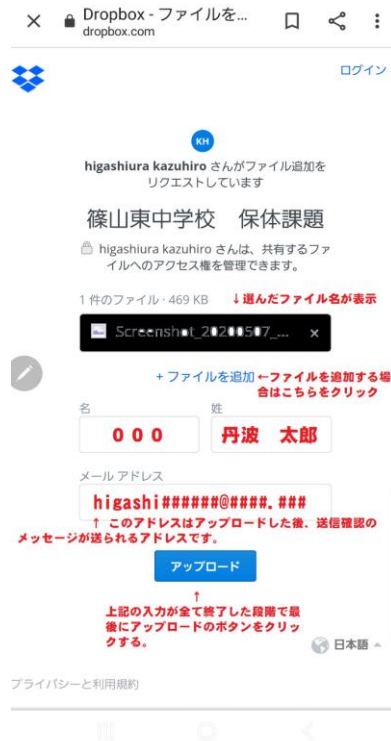 Dropbox - ファイルを...
dropbox.com
ログイン
KH
higashiura kazuhiro さんがファイル追加を
リクエストしています
篠山東中学校 保体課題
higashiura kazuhiro さんは、共有するファ
イルへのアクセス権を管理できます。
1 件のファイル · 469 KB ↓選んだファイル名が表示
Screenshot_20200507_...
+ ファイルを追加 ←ファイルを追加する場
合はこちらをクリック
名 姓
000 丹波 太郎
メール アドレス
higashi######@####.###
↑ このアドレスはアップロードした後、送信確認の
メッセージが送られるアドレスです。
アップロード
↑
上記の入力が全て終了した段階で最
後にアップロードのボタンをクリッ
クする。
日本語
プライバシーと利用規約